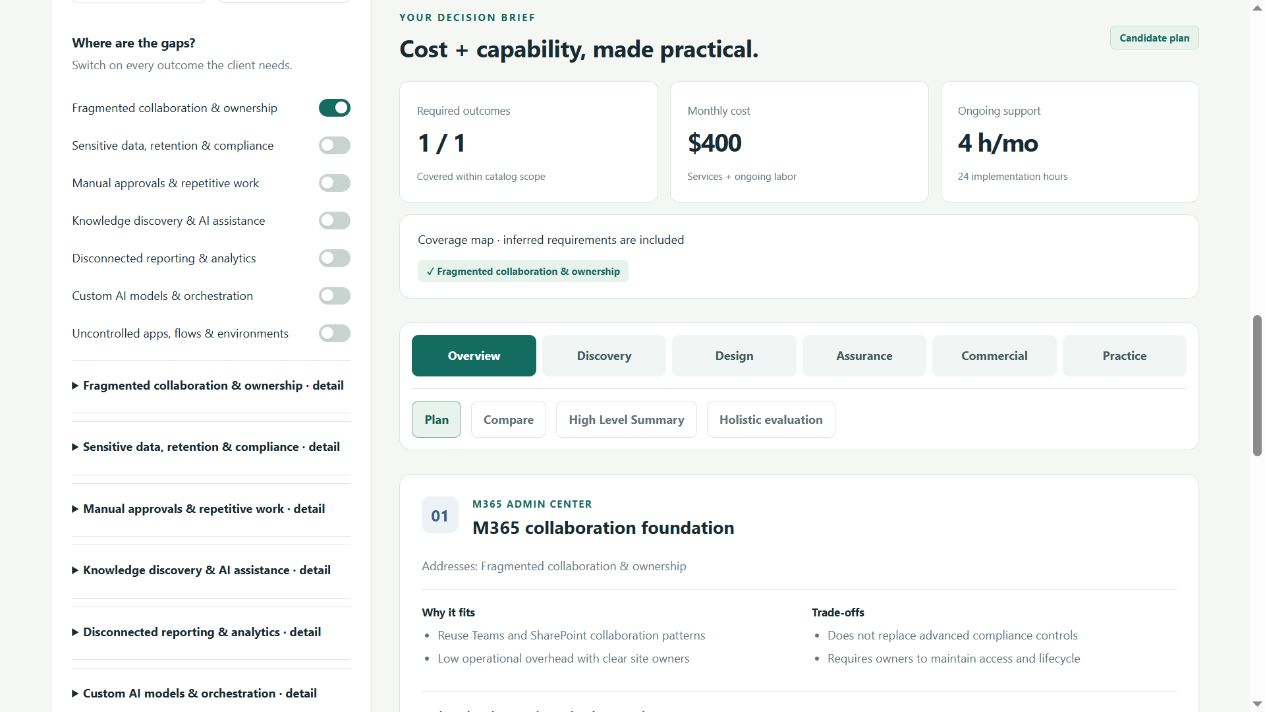 Where are the gaps?
Switch on every outcome the client needs.
Fragmented collaboration & ownership
Sensitive data, retention & compliance
Manual approvals & repetitive work
Knowledge discovery & AI assistance
Disconnected reporting & analytics
Custom AI models & orchestration
Uncontrolled apps, flows & environments
▶ Fragmented collaboration & ownership · detail
▶ Sensitive data, retention & compliance · detail
▶ Manual approvals & repetitive work · detail
▶ Knowledge discovery & AI assistance · detail
▶ Disconnected reporting & analytics · detail
▶ Custom AI models & orchestration · detail
YOUR DECISION BRIEF
Cost + capability, made practical.
Candidate plan
Required outcomes
1 / 1
Covered within catalog scope
Monthly cost
$400
Services + ongoing labor
Ongoing support
4 h/mo
24 implementation hours
Coverage map · inferred requirements are included
✓ Fragmented collaboration & ownership
Overview
Discovery
Design
Assurance
Commercial
Practice
Plan
Compare
High Level Summary
Holistic evaluation
01
M365 ADMIN CENTER
M365 collaboration foundation
Addresses: Fragmented collaboration & ownership
Why it fits
• Reuse Teams and SharePoint collaboration patterns
• Low operational overhead with clear site owners
Trade-offs
• Does not replace advanced compliance controls
• Requires owners to maintain access and lifecycle